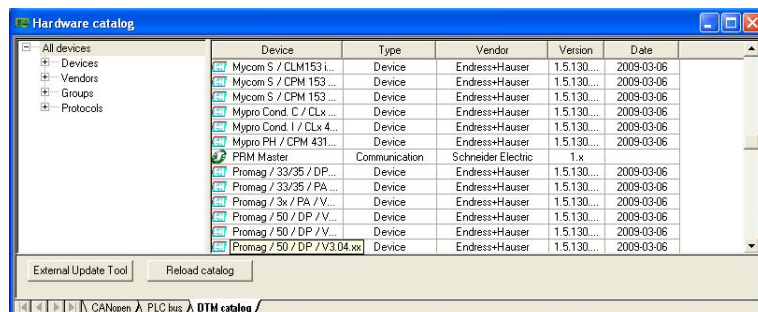 Hardware catalog
All devices
Devices
Vendors
Groups
Protocols
Device Type Vendor Version Date
Mycom S / CLM153 i... Device Endress+Hauser 1.5.130.... 2009-03-06
Mycom S / CPM 153 ... Device Endress+Hauser 1.5.130.... 2009-03-06
Mycom S / CPM 153 ... Device Endress+Hauser 1.5.130.... 2009-03-06
Mypro Cond. C / CLx ... Device Endress+Hauser 1.5.130.... 2009-03-06
Mypro Cond. I / CLx 4... Device Endress+Hauser 1.5.130.... 2009-03-06
Mypro PH / CPM 431... Device Endress+Hauser 1.5.130.... 2009-03-06
PRM Master Communication Schneider Electric 1.x
Promag / 33/35 / DP... Device Endress+Hauser 1.5.130.... 2009-03-06
Promag / 33/35 / PA ... Device Endress+Hauser 1.5.130.... 2009-03-06
Promag / 3x / PA / V... Device Endress+Hauser 1.5.130.... 2009-03-06
Promag / 50 / DP / V... Device Endress+Hauser 1.5.130.... 2009-03-06
Promag / 50 / DP / V... Device Endress+Hauser 1.5.130.... 2009-03-06
Promag / 50 / DP / V3.04.xx Device Endress+Hauser 1.5.130.... 2009-03-06
External Update Tool Reload catalog
CANopen PLC bus DTM catalog